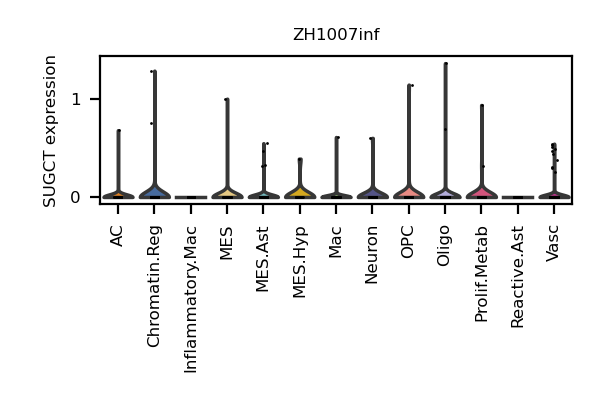 ZH1007inf
SUGCT expression
1
0
AC
Chromatin.Reg
Inflammatory.Mac
MES
MES.Ast
MES.Hyp
Mac
Neuron
OPC
Oligo
Prolif.Metab
Reactive.Ast
Vasc